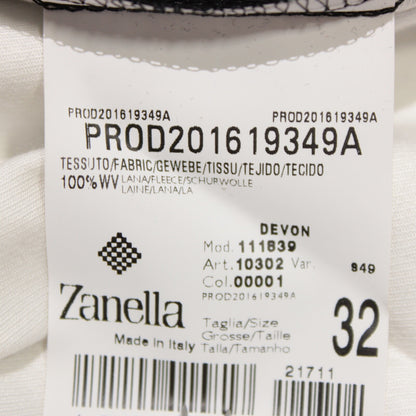 PROD201619349A PROD201619349A
PROD201619349A
TESSUTO/FABRIC/GEWEBE/TISSU/TEJIDO/TECIDO
100%WV LANA/FLEECE/SCHURWOLLE
LAINE/LANA/LA
DEVON
Mod. 111839
Art. 10302 Var. 949
Col. 00001
PROD201619349A
Zanella
Made in Italy
Taglia/Size
Grosse/Taille
Talla/Tamanho
32
21711